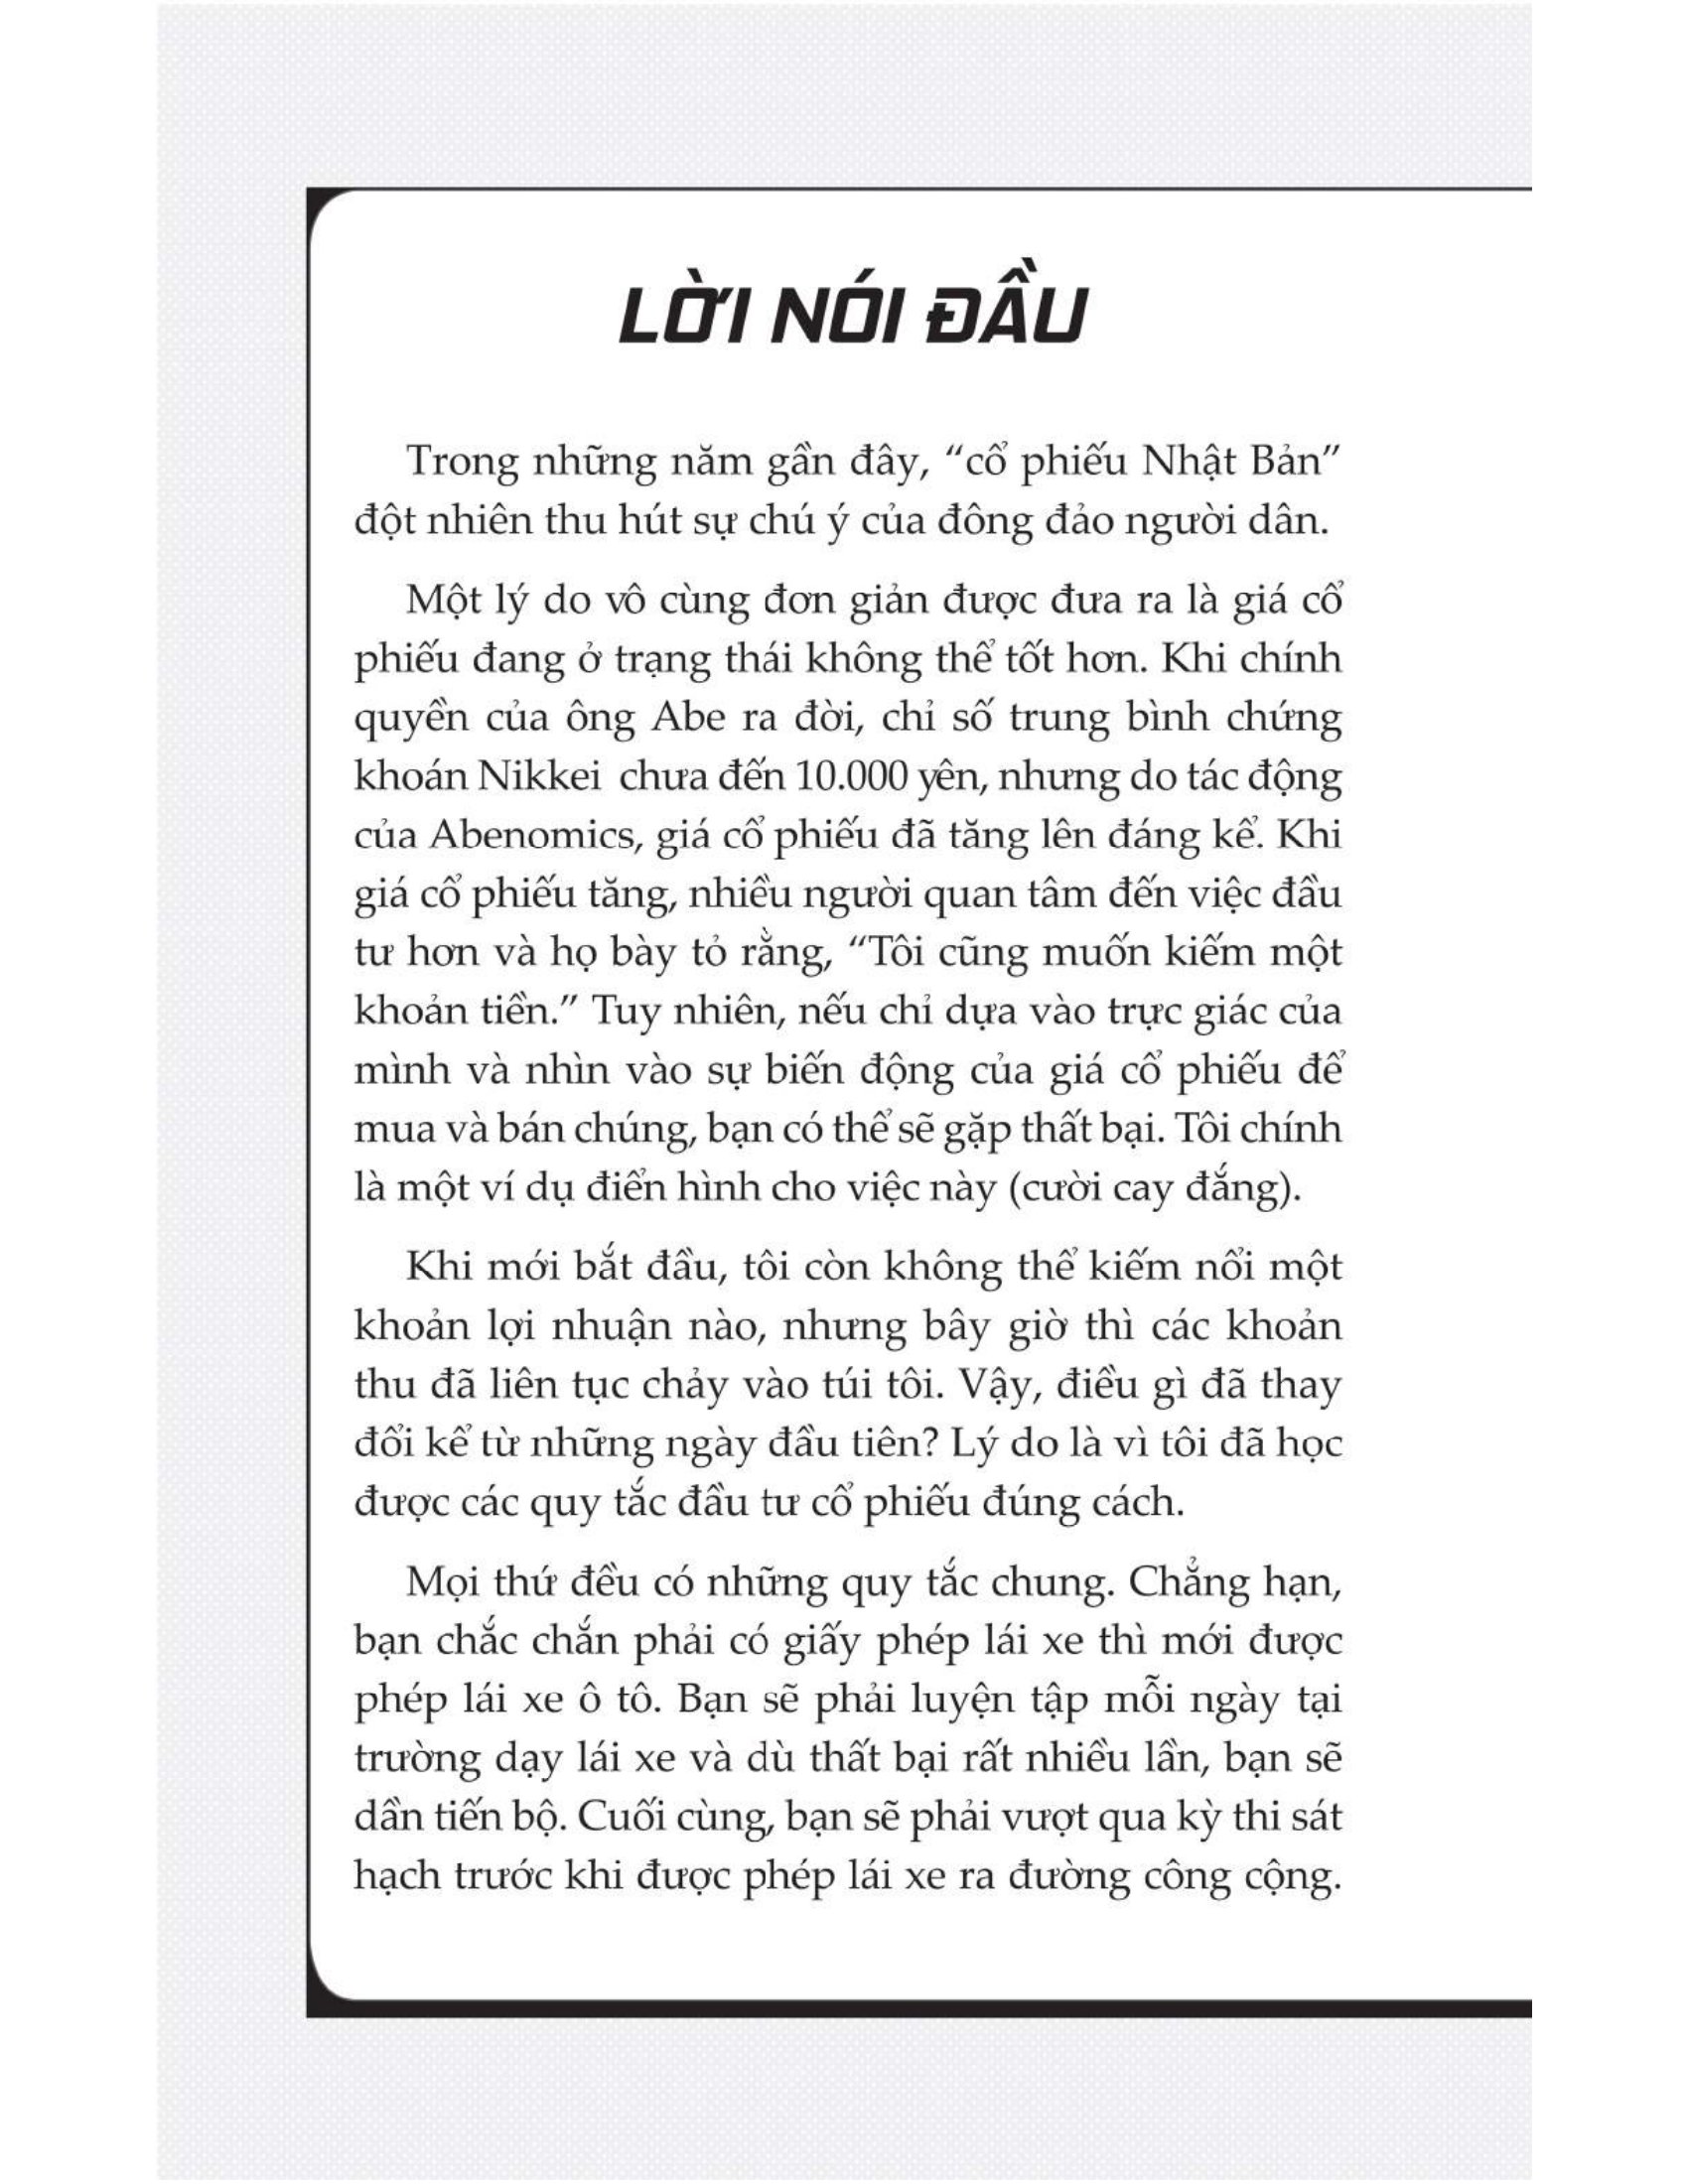 LỜI NÓI ĐẦU
Trong những năm gần đây, “cổ phiếu Nhật Bản”
đột nhiên thu hút sự chú ý của đông đảo người dân.
Một lý do vô cùng đơn giản được đưa ra là giá cổ
phiếu đang ở trạng thái không thể tốt hơn. Khi chính
quyền của ông Abe ra đời, chỉ số trung bình chứng
khoán Nikkei chưa đến 10.000 yên, nhưng do tác động
của Abenomics, giá cổ phiếu đã tăng lên đáng kể. Khi
giá cổ phiếu tăng, nhiều người quan tâm đến việc đầu
tư hơn và họ bày tỏ rằng, “Tôi cũng muốn kiếm một
khoản tiền.” Tuy nhiên, nếu chỉ dựa vào trực giác của
mình và nhìn vào sự biến động của giá cổ phiếu để
mua và bán chúng, bạn có thể sẽ gặp thất bại. Tôi chính
là một ví dụ điển hình cho việc này (cười cay đắng).
Khi mới bắt đầu, tôi còn không thể kiếm nổi một
khoản lợi nhuận nào, nhưng bây giờ thì các khoản
thu đã liên tục chảy vào túi tôi. Vậy, điều gì đã thay
đổi kể từ những ngày đầu tiên? Lý do là vì tôi đã học
được các quy tắc đầu tư cổ phiếu đúng cách.
Mọi thứ đều có những quy tắc chung. Chẳng hạn,
bạn chắc chắn phải có giấy phép lái xe thì mới được
phép lái xe ô tô. Bạn sẽ phải luyện tập mỗi ngày tại
trường dạy lái xe và dù thất bại rất nhiều lần, bạn sẽ
dần tiến bộ. Cuối cùng, bạn sẽ phải vượt qua kỳ thi sát
hạch trước khi được phép lái xe ra đường công cộng.